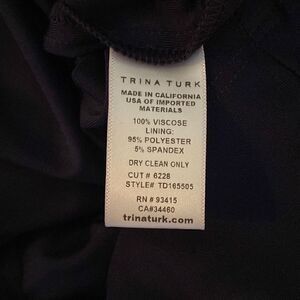 TRINA TURK
MADE IN CALIFORNIA
USA OF IMPORTED
MATERIALS
100% VISCOSE
LINING:
95% POLYESTER
5% SPANDEX
DRY CLEAN ONLY
CUT # 6228
STYLE# TD165505
RN # 93415
CA#34460
trinaturk.com